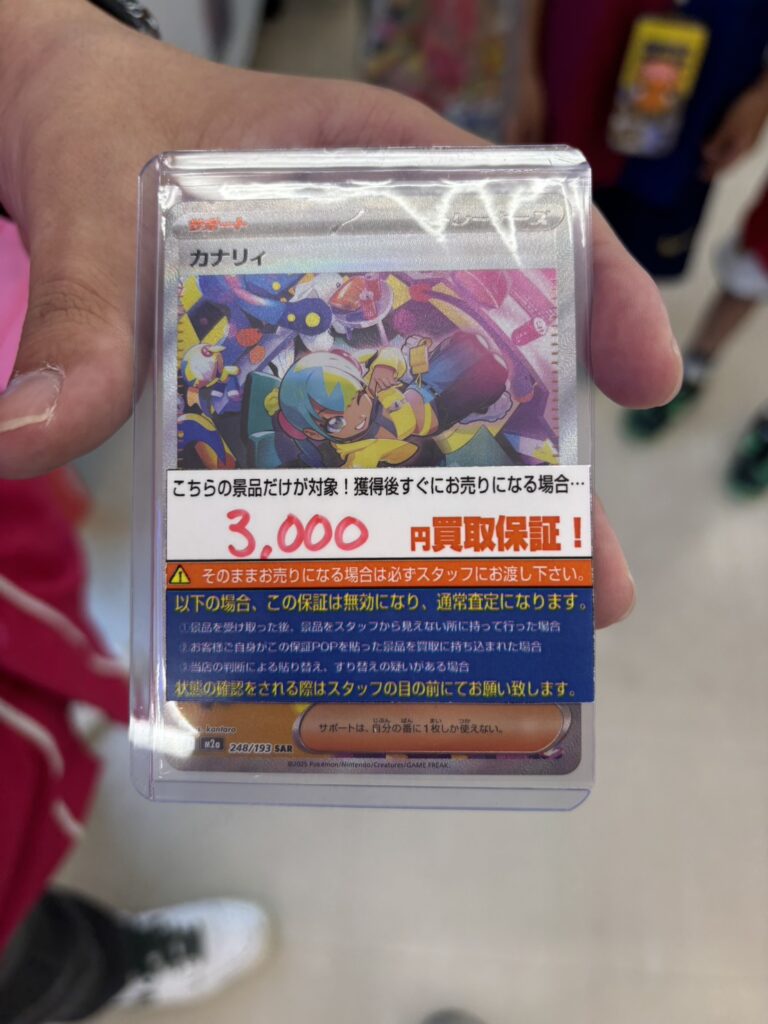 サポート
カナリィ
こちらの景品だけが対象！獲得後すぐにお売りになる場合…
3,000 円買取保証！
そのままお売りになる場合は必ずスタッフにお渡し下さい。
以下の場合、この保証は無効になり、通常査定になります。
①景品を受け取った後、景品をスタッフから見えない所に持って行った場合
②お客様ご自身がこの保証POPを貼った景品を買取に持ち込まれた場合
③当店の判断による貼り替え、すり替えの疑いがある場合
状態の確認をされる際はスタッフの目の前にてお願い致します。
kantaro
サポートは、自分の番に1枚しか使えない。
m2a 248/193 SAR
©2025 Pokémon/Nintendo/Creatures/GAME FREAK.